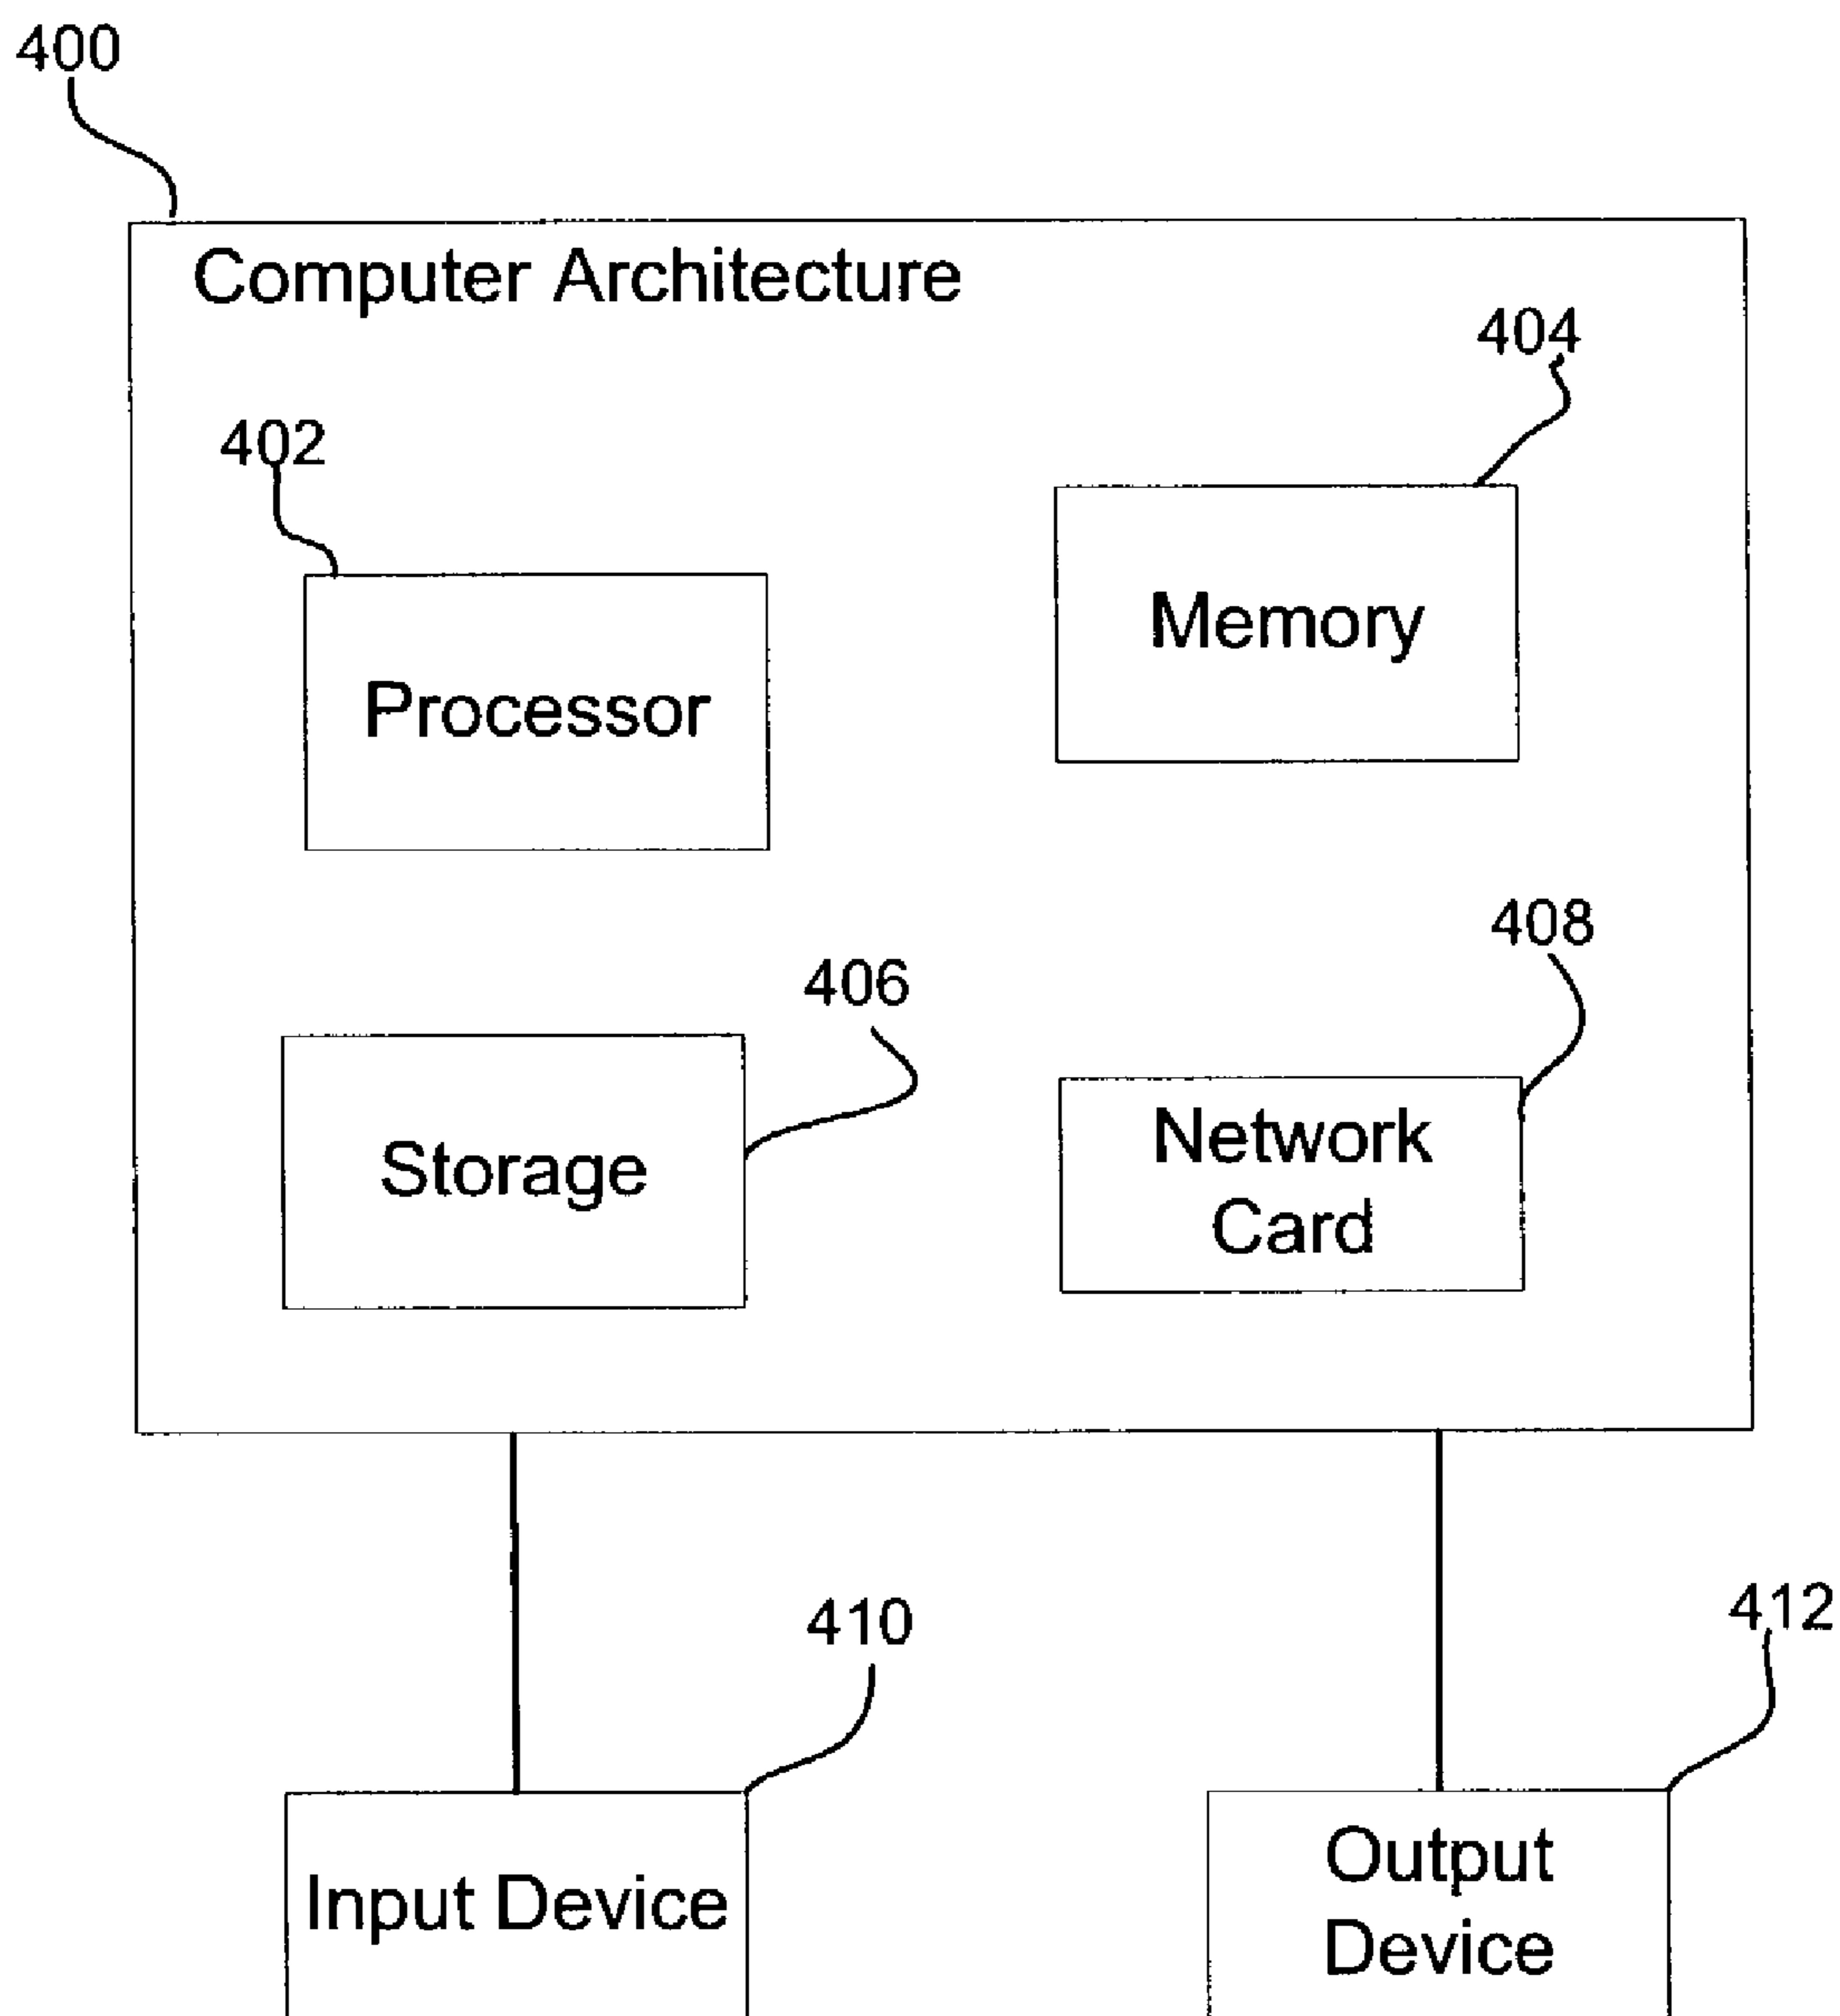 400
Computer Architecture
404
402
Memory
Processor
408
406
Network
Card
Storage
410
412
Output
Device
Input Device